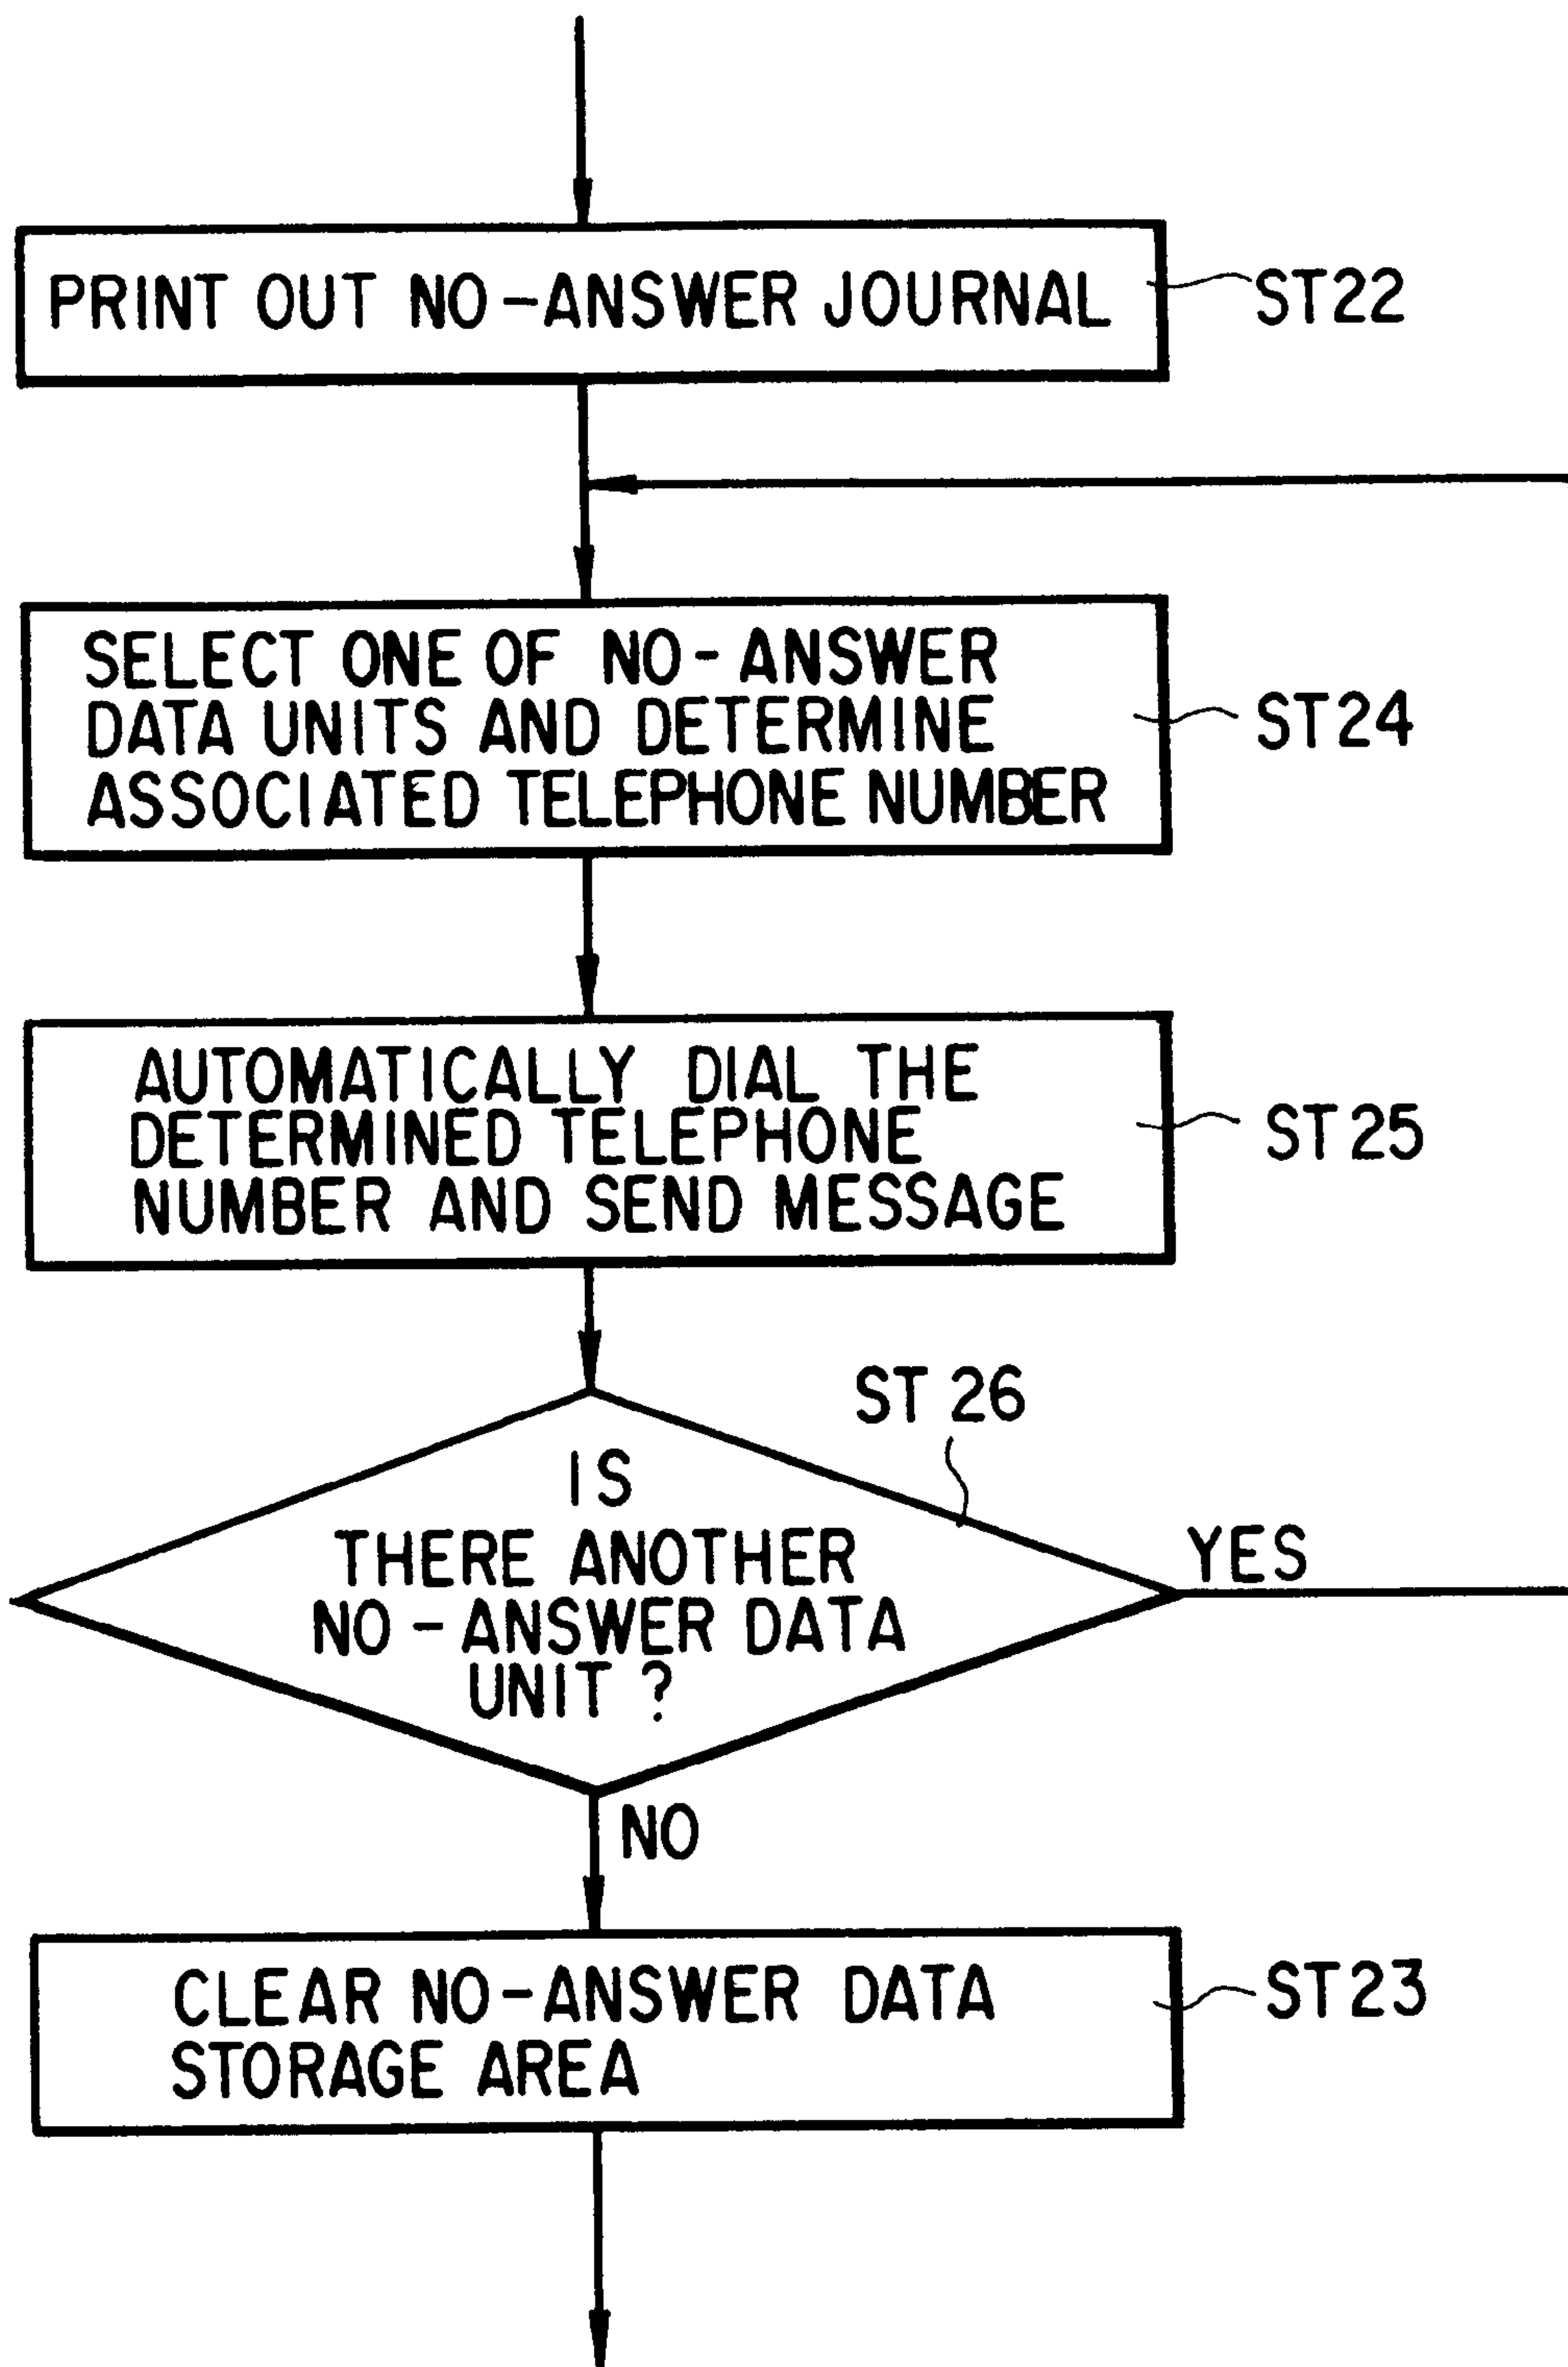 PRINT OUT NO-ANSWER JOURNAL
ST22
SELECT ONE OF NO-ANSWER
DATA UNITS AND DETERMINE
ASSOCIATED TELEPHONE NUMBER
ST24
AUTOMATICALLY DIAL THE
DETERMINED TELEPHONE
NUMBER AND SEND MESSAGE
ST25
ST 26
IS
THERE ANOTHER
NO-ANSWER DATA
UNIT ?
YES
NO
CLEAR NO-ANSWER DATA
STORAGE AREA
ST23